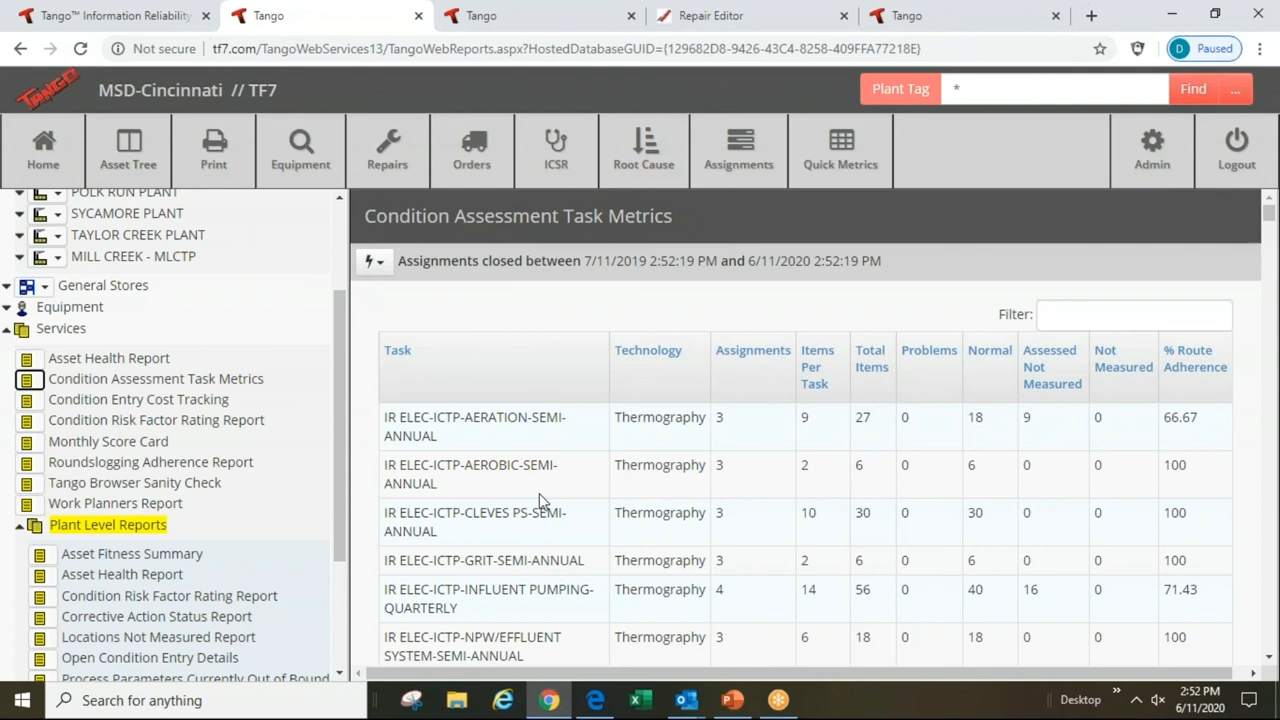 Tango™ Information Reliability
Tango
Tango
Repair Editor
Tango
Not secure
tf7.com/TangoWebServices13/TangoWebReports.aspx?HostedDatabaseGUID={129682D8-9426-43C4-8258-409FFA77218E}
D Paused
TANGO
MSD-Cincinnati // TF7
Plant Tag * Find ...
Home
Asset Tree
Print
Equipment
Repairs
Orders
ICSR
Root Cause
Assignments
Quick Metrics
Admin
Logout
POLK RUN PLANT
SYCAMORE PLANT
TAYLOR CREEK PLANT
MILL CREEK - MLCTP
General Stores
Equipment
Services
Asset Health Report
Condition Assessment Task Metrics
Condition Entry Cost Tracking
Condition Risk Factor Rating Report
Monthly Score Card
Roundslogging Adherence Report
Tango Browser Sanity Check
Work Planners Report
Plant Level Reports
Asset Fitness Summary
Asset Health Report
Condition Risk Factor Rating Report
Corrective Action Status Report
Locations Not Measured Report
Open Condition Entry Details
Process Parameters Currently Out of Bound
Condition Assessment Task Metrics
Assignments closed between 7/11/2019 2:52:19 PM and 6/11/2020 2:52:19 PM
Filter:
Task
Technology
Assignments
Items
Per
Task
Total
Items
Problems
Normal
Assessed
Not
Measured
Not
Measured
% Route
Adherence
IR ELEC-ICTP-AERATION-SEMI-
ANNUAL
Thermography 3 9 27 0 18 9 0 66.67
IR ELEC-ICTP-AEROBIC-SEMI-
ANNUAL
Thermography 3 2 6 0 6 0 0 100
IR ELEC-ICTP-CLEVES PS-SEMI-
ANNUAL
Thermography 3 10 30 0 30 0 0 100
IR ELEC-ICTP-GRIT-SEMI-ANNUAL
Thermography 3 2 6 0 6 0 0 100
IR ELEC-ICTP-INFLUENT PUMPING-
QUARTERLY
Thermography 4 14 56 0 40 16 0 71.43
IR ELEC-ICTP-NPW/EFFLUENT
SYSTEM-SEMI-ANNUAL
Thermography 3 6 18 0 18 0 0 100
Search for anything
Desktop
2:52 PM
6/11/2020